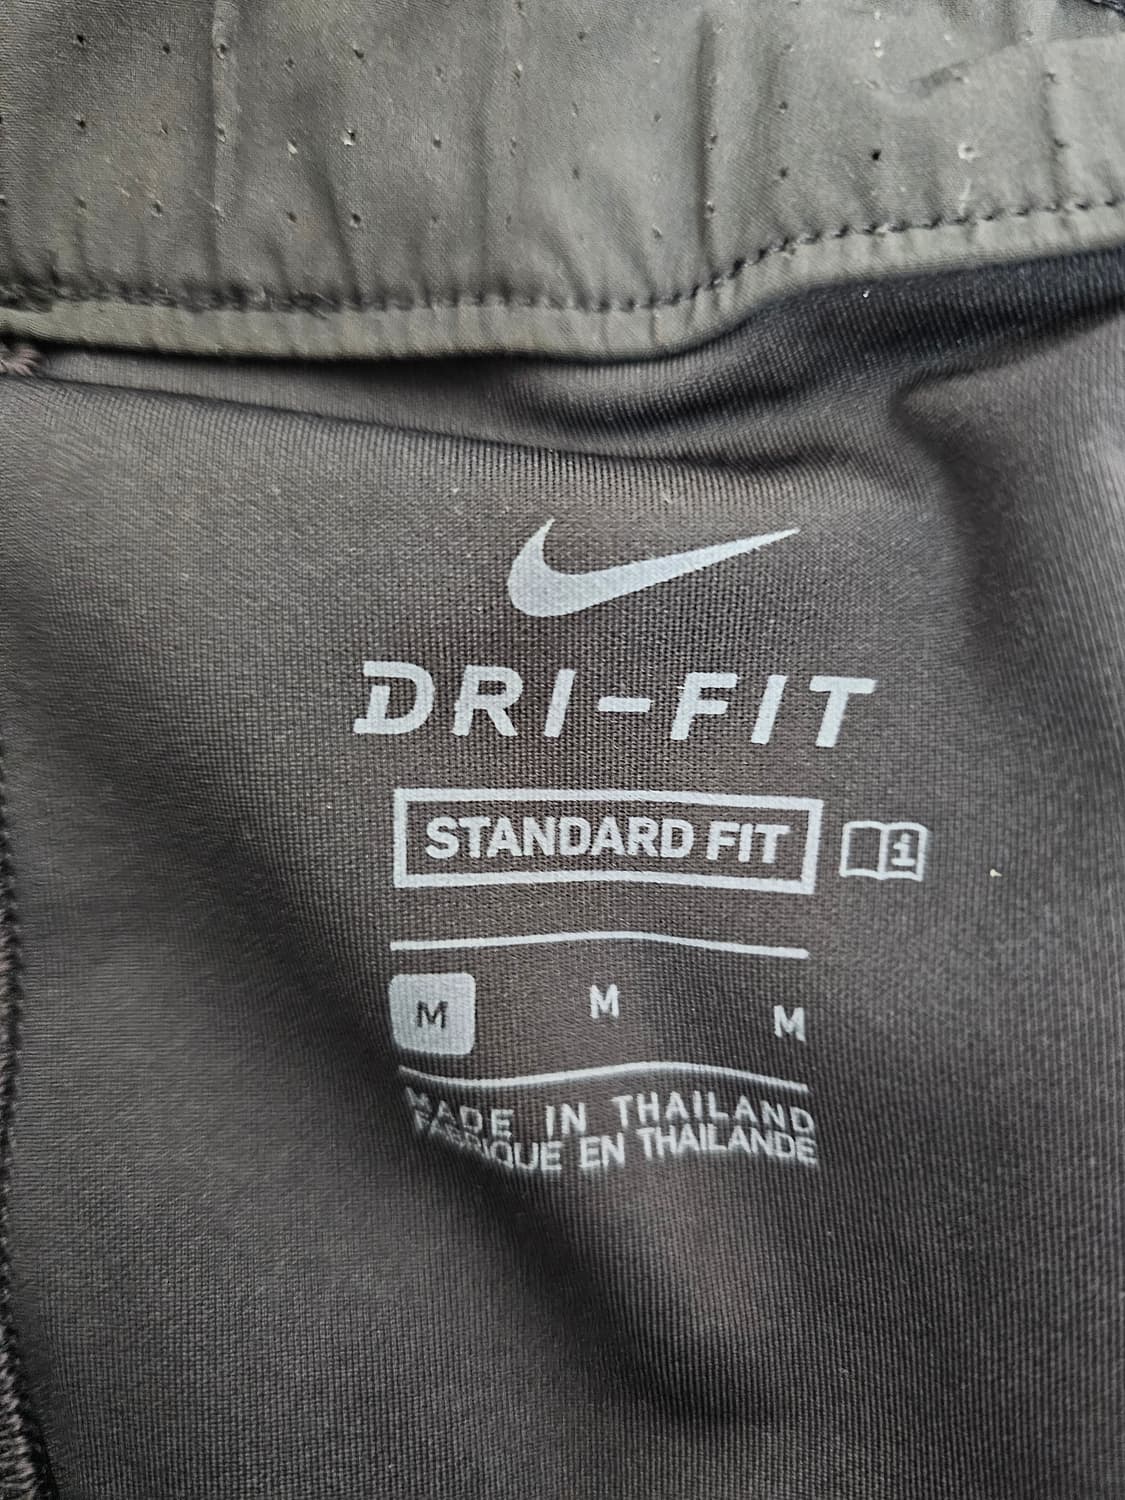 DRI-FIT
STANDARD FIT i
M M M
MADE IN THAILAND
FABRIQUE EN THAILANDE